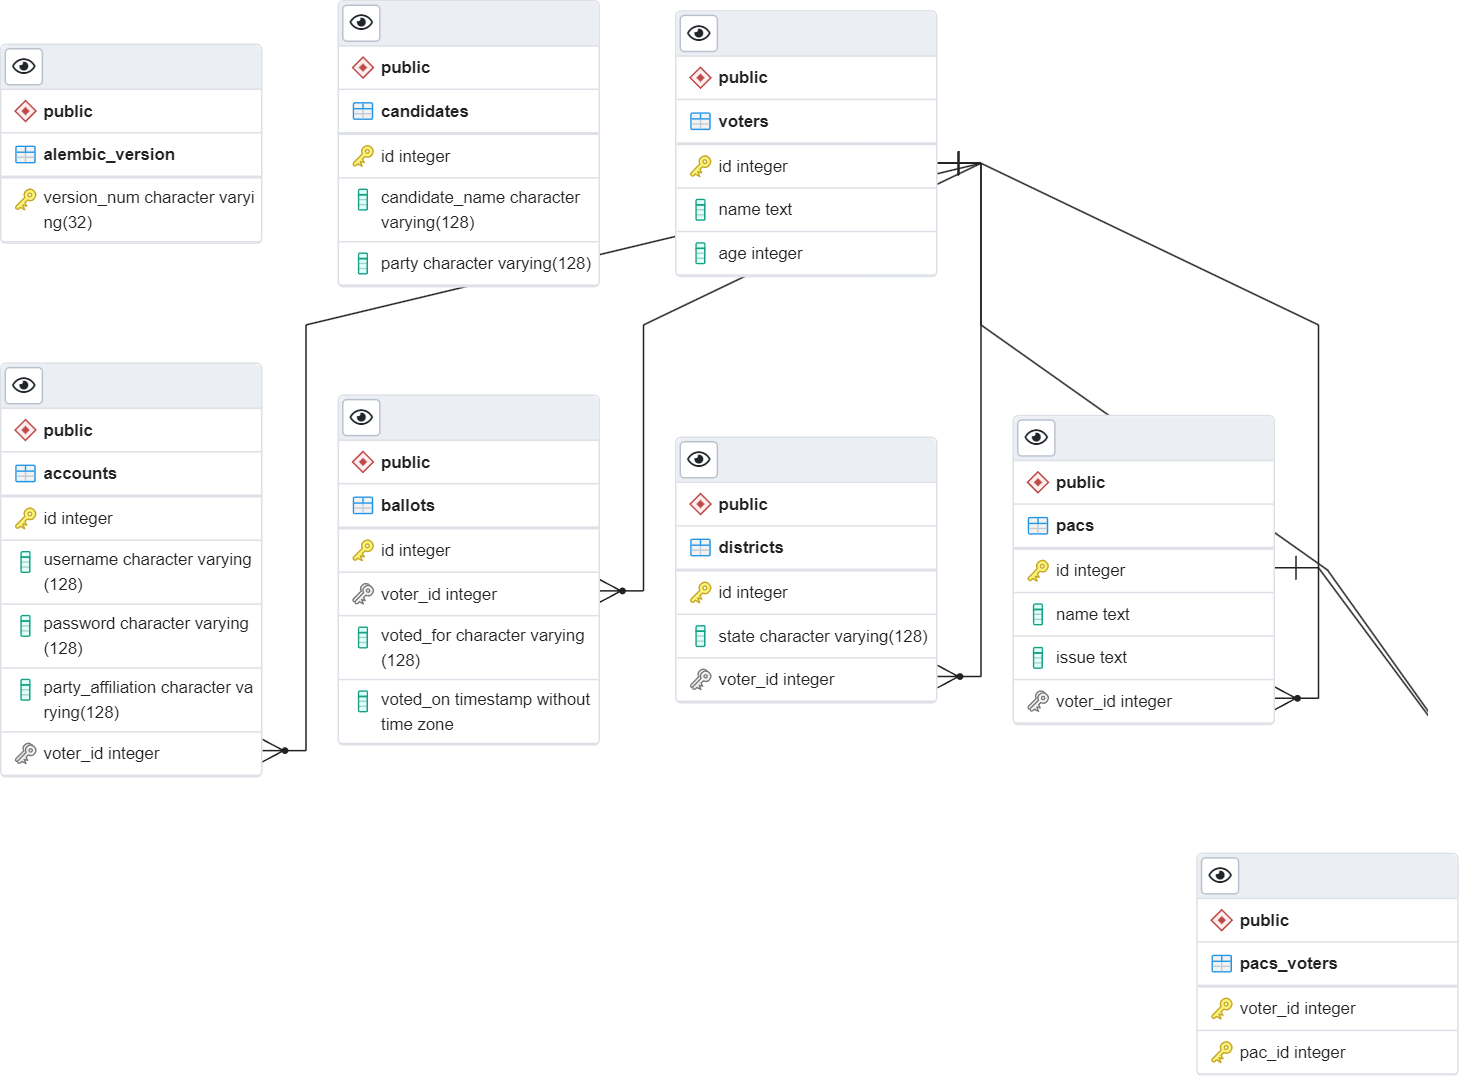 public
alembic_version
version_num character varyi
ng(32)
public
candidates
id integer
candidate_name character
varying(128)
party character varying(128)
public
voters
id integer
name text
age integer
public
accounts
id integer
username character varying
(128)
password character varying
(128)
party_affiliation character va
rying(128)
voter_id integer
public
ballots
id integer
voter_id integer
voted_for character varying
(128)
voted_on timestamp without
time zone
public
districts
id integer
state character varying(128)
voter_id integer
public
pacs
id integer
name text
issue text
voter_id integer
public
pacs_voters
voter_id integer
pac_id integer